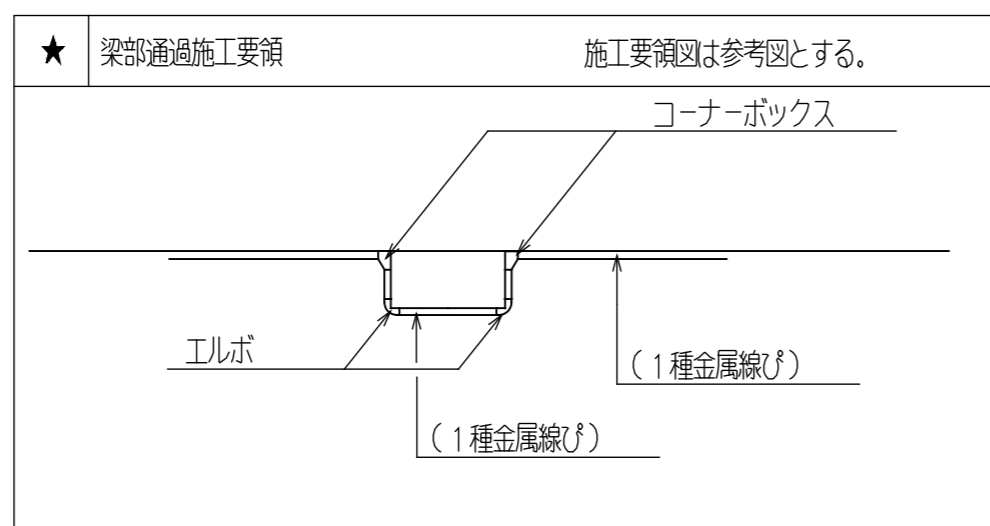 ★ 梁部通過施工要領 施工要領図は参考図とする。
コーナーボックス
エルボ
（１種金属線ぴ）
（１種金属線ぴ）